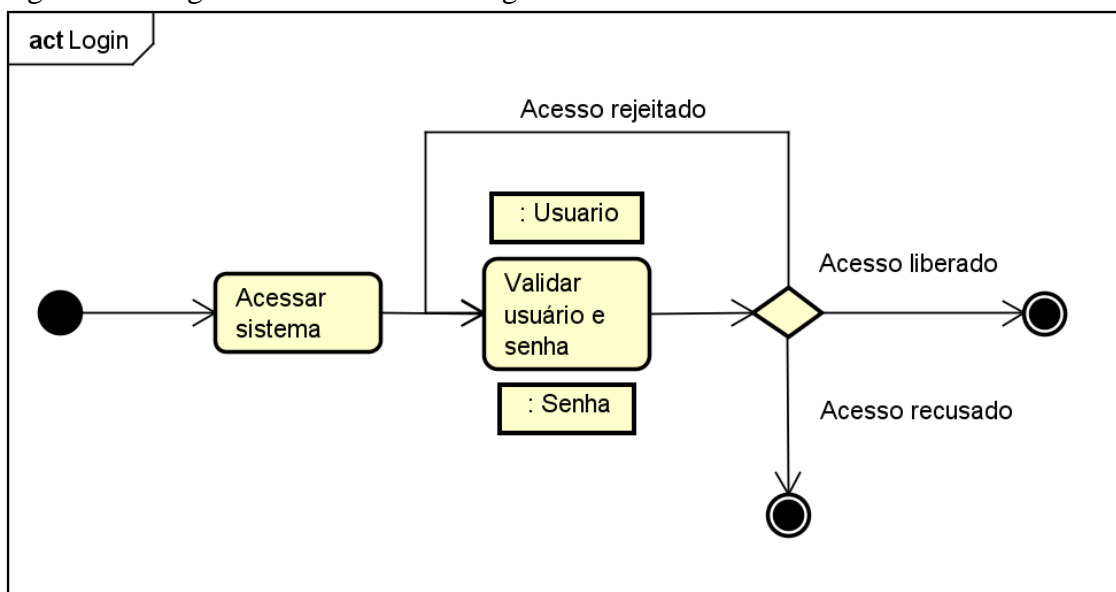 act Login
Acesso rejeitado
: Usuario
Acesso liberado
Acessar
sistema
Validar
usuário e
senha
: Senha
Acesso recusado